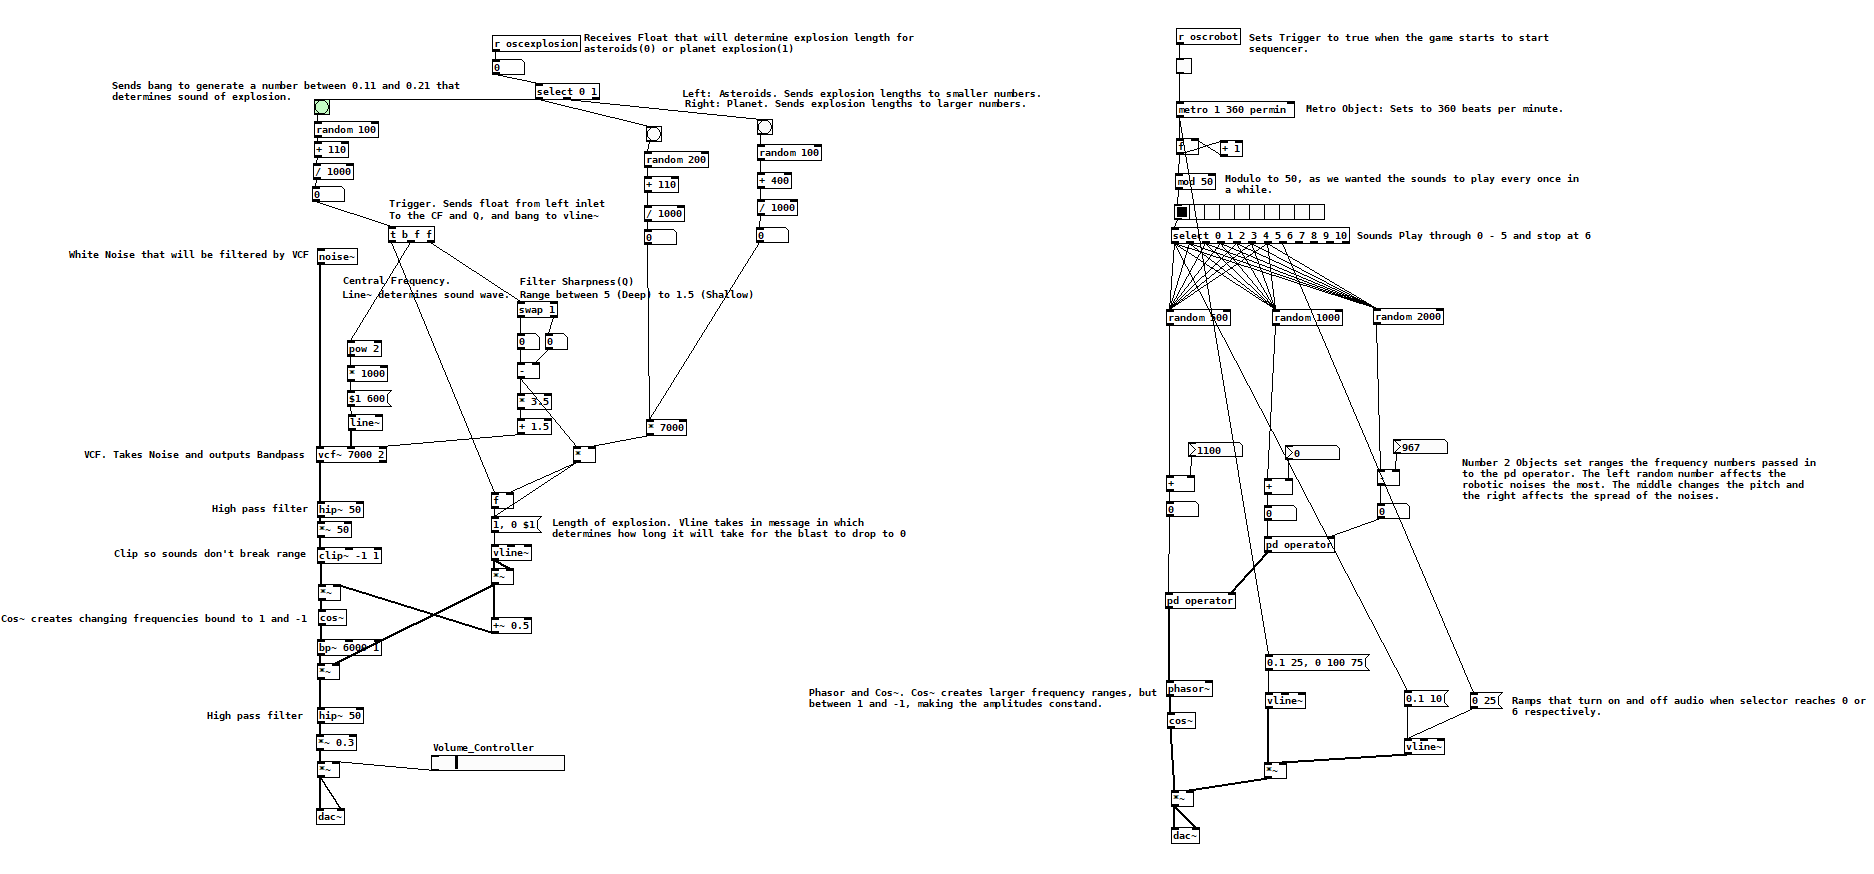 r oscexplosion
Receives Float that will determine explosion length for
asteroids(0) or planet explosion(1)
0
select 0 1
Sends bang to generate a number between 0.11 and 0.21 that
determines sound of explosion.
Left: Asteroids. Sends explosion lengths to smaller numbers.
Right: Planet. Sends explosion lengths to larger numbers.
random 100
+ 110
/ 1000
0
random 200
+ 110
/ 1000
0
random 100
+ 400
/ 1000
0
Trigger. Sends float from left inlet
To the CF and Q, and bang to vline~
t b f f
White Noise that will be filtered by VCF
noise~
Central Frequency.
Line~ determines sound wave.
Filter Sharpness(Q)
Range between 5 (Deep) to 1.5 (Shallow)
swap 1
0
0
-
* 3.5
+ 1.5
pow 2
* 1000
$1 600
line~
* 7000
*
VCF. Takes Noise and outputs Bandpass
vcf~ 7000 2
f
1, 0 $1
Length of explosion. Vline takes in message in which
determines how long it will take for the blast to drop to 0
vline~
*~
+~ 0.5
High pass filter
hip~ 50
*~ 50
Clip so sounds don't break range
clip~ -1 1
*~
Cos~ creates changing frequencies bound to 1 and -1
cos~
bp~ 6000 1
*~
High pass filter
hip~ 50
*~ 0.3
Volume_Controller
*~
dac~
r oscrobot
Sets Trigger to true when the game starts to start
sequencer.
metro 1 360 permin
Metro Object: Sets to 360 beats per minute.
f
+ 1
mod 50
Modulo to 50, as we wanted the sounds to play every once in
a while.
select 0 1 2 3 4 5 6 7 8 9 10
Sounds Play through 0 - 5 and stop at 6
random 500
random 1000
random 2000
1100
0
967
+
+
-
0
0
0
Number 2 Objects set ranges the frequency numbers passed in
to the pd operator. The left random number affects the
robotic noises the most. The middle changes the pitch and
the right affects the spread of the noises.
pd operator
pd operator
0.1 25, 0 100 75
Phasor and Cos~. Cos~ creates larger frequency ranges, but
between 1 and -1, making the amplitudes constand.
phasor~
vline~
0.1 10
0 25
Ramps that turn on and off audio when selector reaches 0 or
6 respectively.
cos~
vline~
*~
*~
dac~